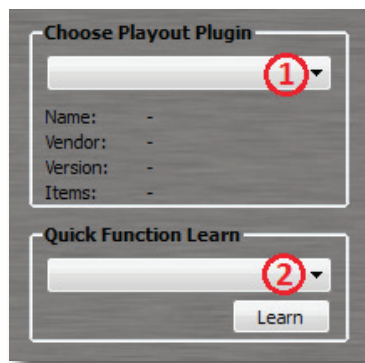 Choose Playout Plugin
1
Name: -
Vendor: -
Version: -
Items: -
Quick Function Learn
2
Learn